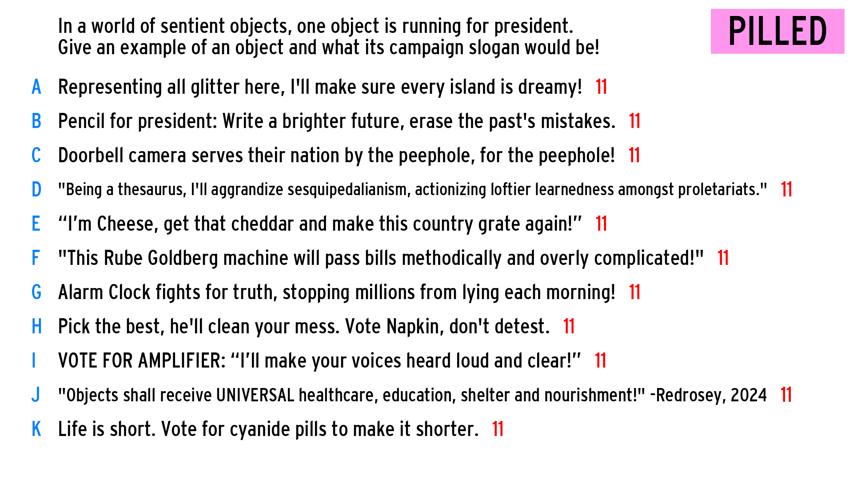 In a world of sentient objects, one object is running for president.
Give an example of an object and what its campaign slogan would be!
PILLED
A Representing all glitter here, I'll make sure every island is dreamy! 11
B Pencil for president: Write a brighter future, erase the past's mistakes. 11
C Doorbell camera serves their nation by the peephole, for the peephole! 11
D "Being a thesaurus, I'll aggrandize sesquipedalianism, actionizing loftier learnedness amongst proletariats." 11
E “I’m Cheese, get that cheddar and make this country grate again!” 11
F "This Rube Goldberg machine will pass bills methodically and overly complicated!" 11
G Alarm Clock fights for truth, stopping millions from lying each morning! 11
H Pick the best, he'll clean your mess. Vote Napkin, don't detest. 11
I VOTE FOR AMPLIFIER: “I’ll make your voices heard loud and clear!” 11
J "Objects shall receive UNIVERSAL healthcare, education, shelter and nourishment!" -Redrosey, 2024 11
K Life is short. Vote for cyanide pills to make it shorter. 11